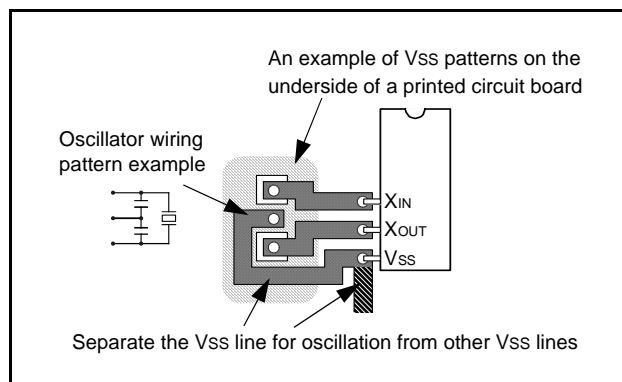 An example of VSS patterns on the
underside of a printed circuit board
Oscillator wiring
pattern example
XIN
XOUT
VSS
Separate the VSS line for oscillation from other VSS lines